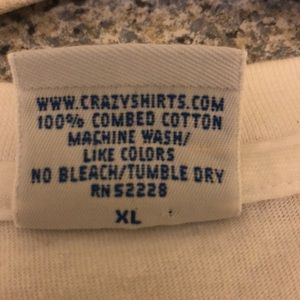 WWW.CRAZYSHIRTS.COM
100% COMBED COTTON
MACHINE WASH/
LIKE COLORS
NO BLEACH/TUMBLE DRY
RN 52228
XL